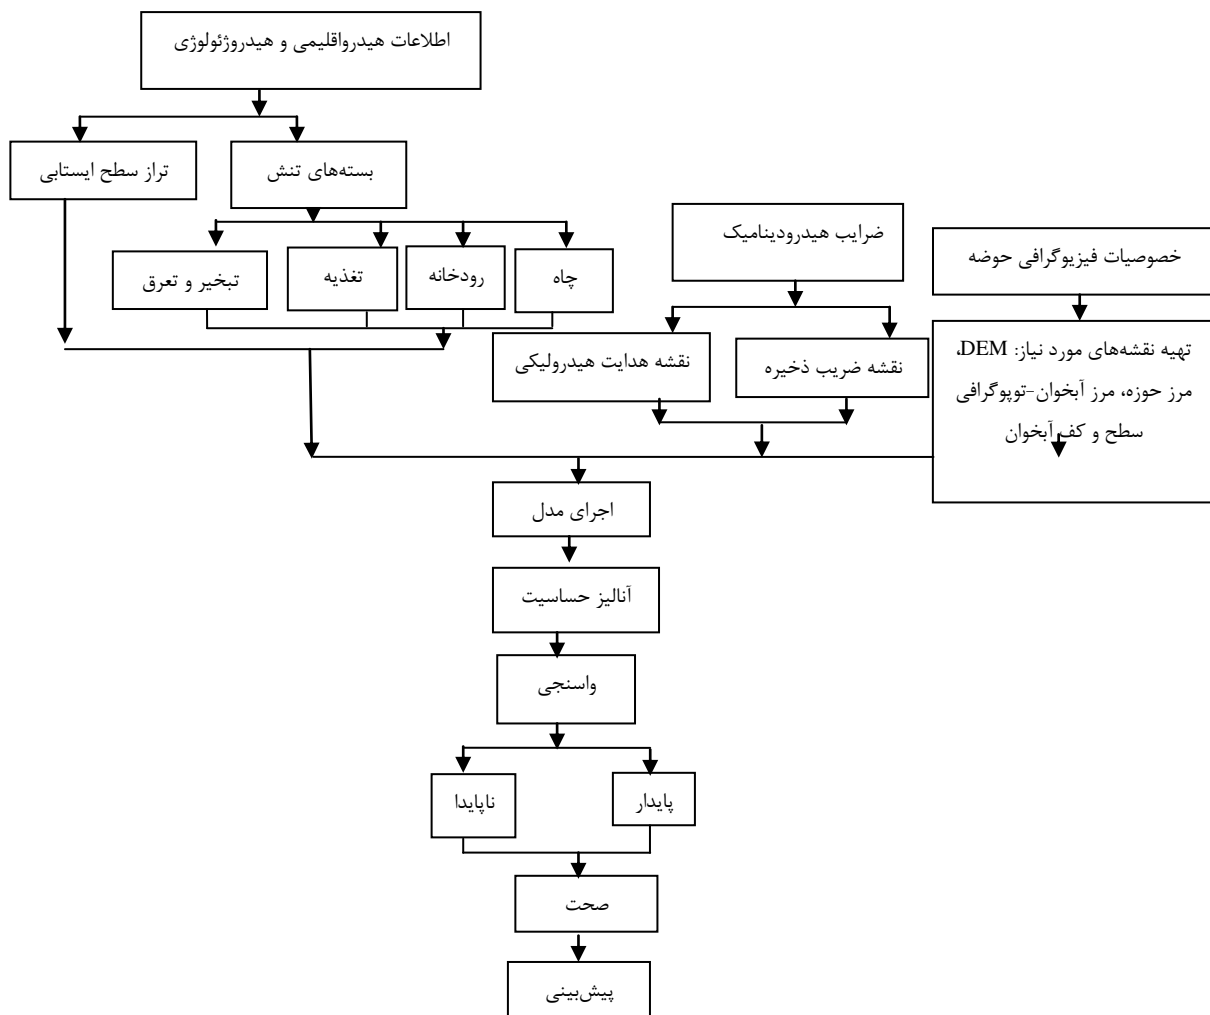 اطلاعات هیدرواقلیمی و هیدروژئولوژی
بسته‌های تنش
تراز سطح ایستابی
ضرایب هیدرودینامیک
خصوصیات فیزیوگرافی حوضه
چاه
رودخانه
تغذیه
تبخیر و تعرق
نقشه ضریب ذخیره
نقشه هدایت هیدرولیکی
تهیه نقشه‌های مورد نیاز: DEM،
مرز حوزه، مرز آبخوان-توپوگرافی
سطح و کف آبخوان
اجرای مدل
آنالیز حساسیت
واسنجی
پایدار
ناپایدا
صحت
پیش‌بینی